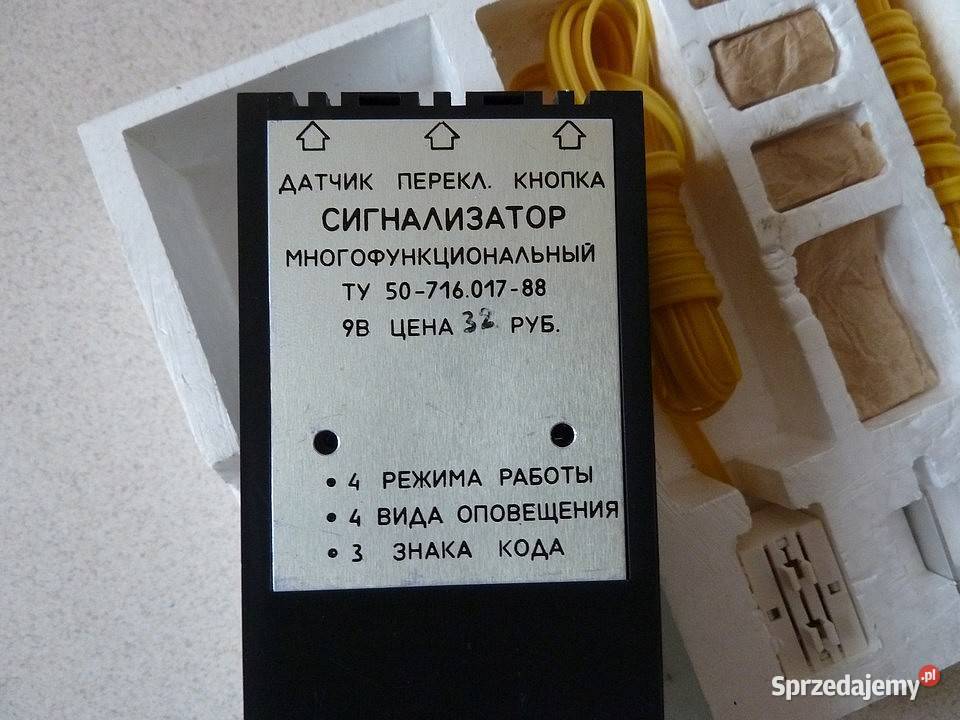 ДАТЧИК ПЕРЕКЛ. КНОПКА
СИГНАЛИЗАТОР
МНОГОФУНКЦИОНАЛЬНЫЙ
ТУ 50-716.017-88
9В ЦЕНА 32 РУБ.
• 4 РЕЖИМА РАБОТЫ
• 4 ВИДА ОПОВЕЩЕНИЯ
• 3 ЗНАКА КОДА
Sprzedajemy.pl